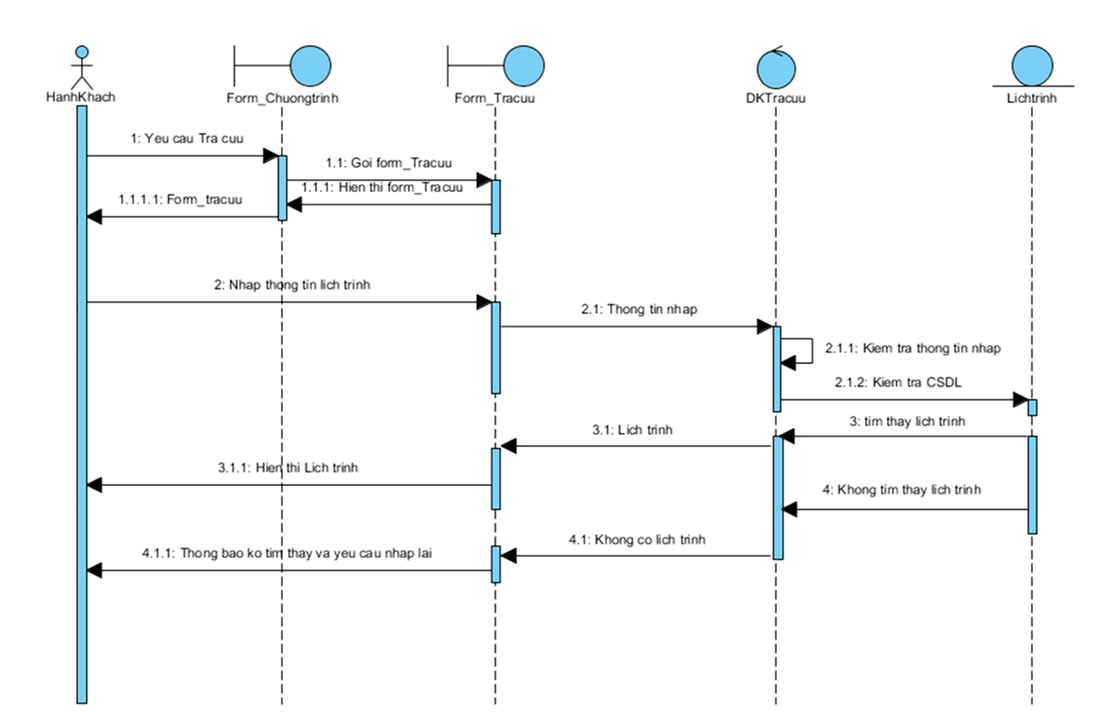 HanhKhach
Form_Chuongtrinh
Form_Tracuu
DKTracuu
Lichtrinh
1: Yeu cau Tra cuu
1.1: Goi form_Tracuu
1.1.1: Hien thi form_Tracuu
1.1.1.1: Form_tracuu
2: Nhap thong tin lich trinh
2.1: Thong tin nhap
2.1.1: Kiem tra thong tin nhap
2.1.2: Kiem tra CSDL
3: tim thay lich trinh
3.1: Lich trinh
3.1.1: Hien thi Lich trinh
4: Khong tim thay lich trinh
4.1: Khong co lich trinh
4.1.1: Thong bao ko tim thay va yeu cau nhap lai